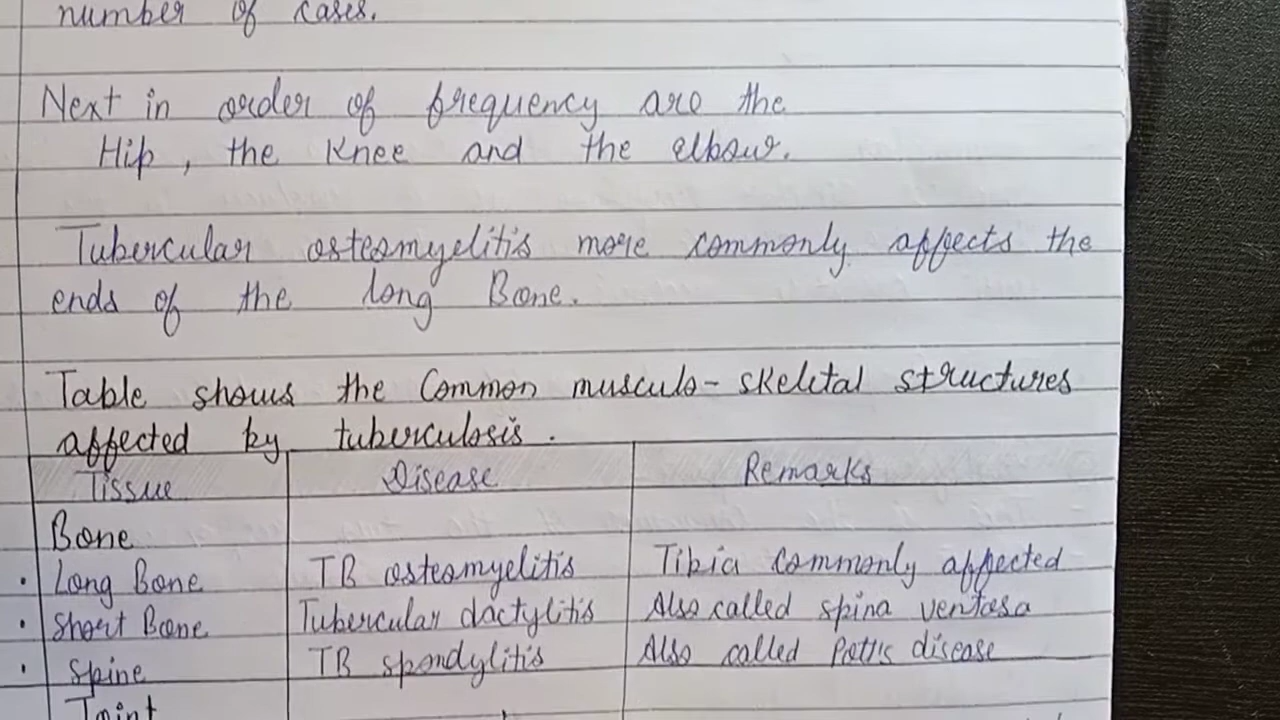 number of cases.
Next in order of frequency are the
Hip, the Knee and the elbow.
Tubercular osteomyelitis more commonly affects the
ends of the long Bone.
Table shows the Common musculo-skeletal structures
affected by tuberculosis.
Tissue Disease Remarks
Bone
• Long Bone TB osteomyelitis Tibia commonly affected
• Short Bone Tubercular dactylitis Also called spina ventosa
• Spine TB spondylitis Also called Pott's disease
Joint